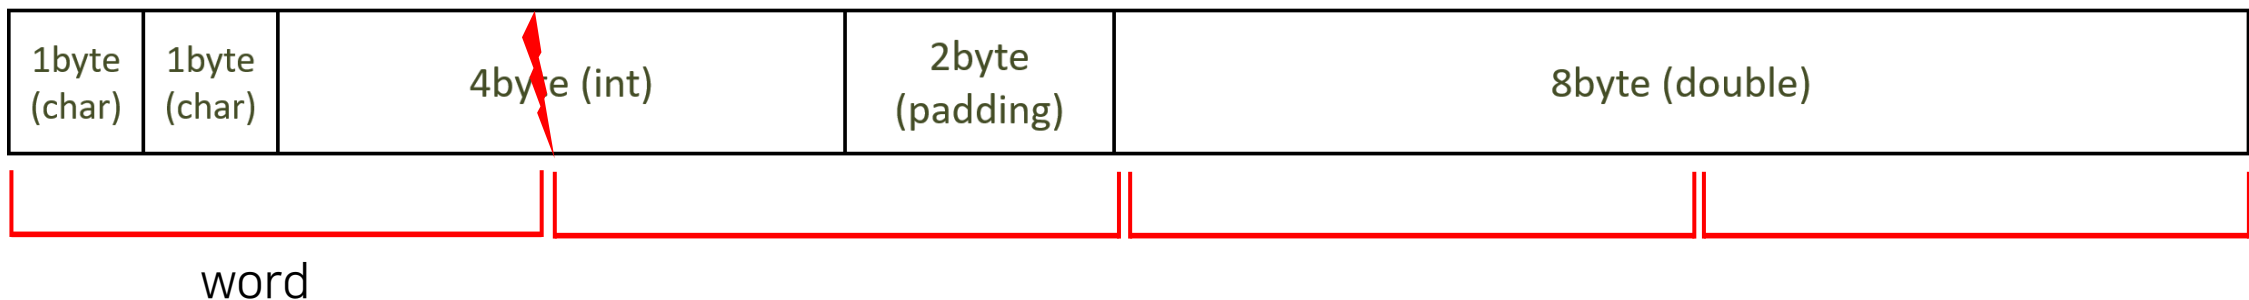 1byte
(char)
1byte
(char)
4byte (int)
2byte
(padding)
8byte (double)
word